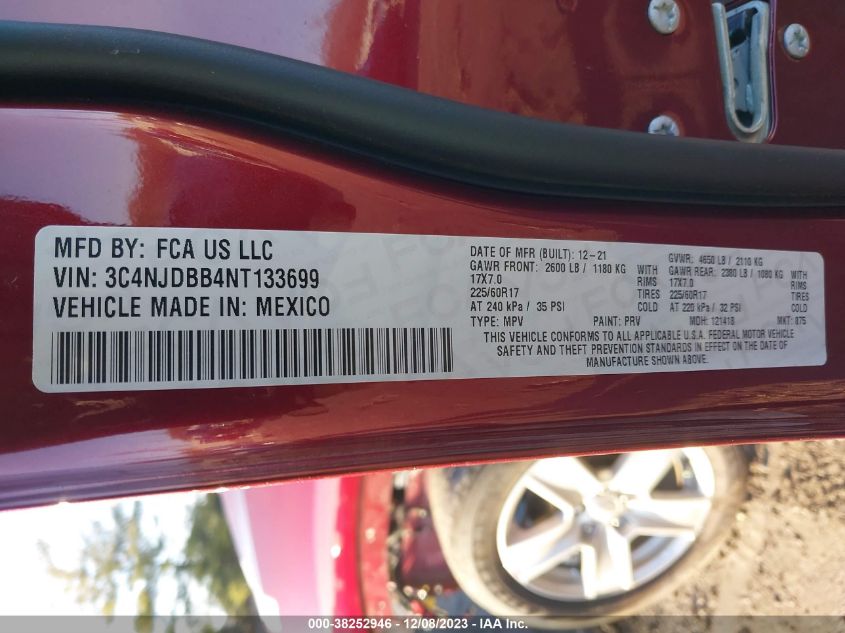 MFD BY: FCA US LLC
VIN: 3C4NJDBB4NT133699
VEHICLE MADE IN: MEXICO
DATE OF MFR (BUILT): 12-21 GVWR: 4650 LB / 2110 KG
GAWR FRONT: 2600 LB / 1180 KG WITH GAWR REAR: 2380 LB / 1080 KG WITH
17X7.0 RIMS 17X7.0 RIMS
225/60R17 TIRES 225/60R17 TIRES
AT 240 kPa / 35 PSI COLD AT 220 kPa / 32 PSI COLD
TYPE: MPV PAINT: PRV MDH: 121418 MKT: 875
THIS VEHICLE CONFORMS TO ALL APPLICABLE U.S.A. FEDERAL MOTOR VEHICLE
SAFETY AND THEFT PREVENTION STANDARDS IN EFFECT ON THE DATE OF
MANUFACTURE SHOWN ABOVE.
000-38252946 - 12/08/2023 - IAA Inc.